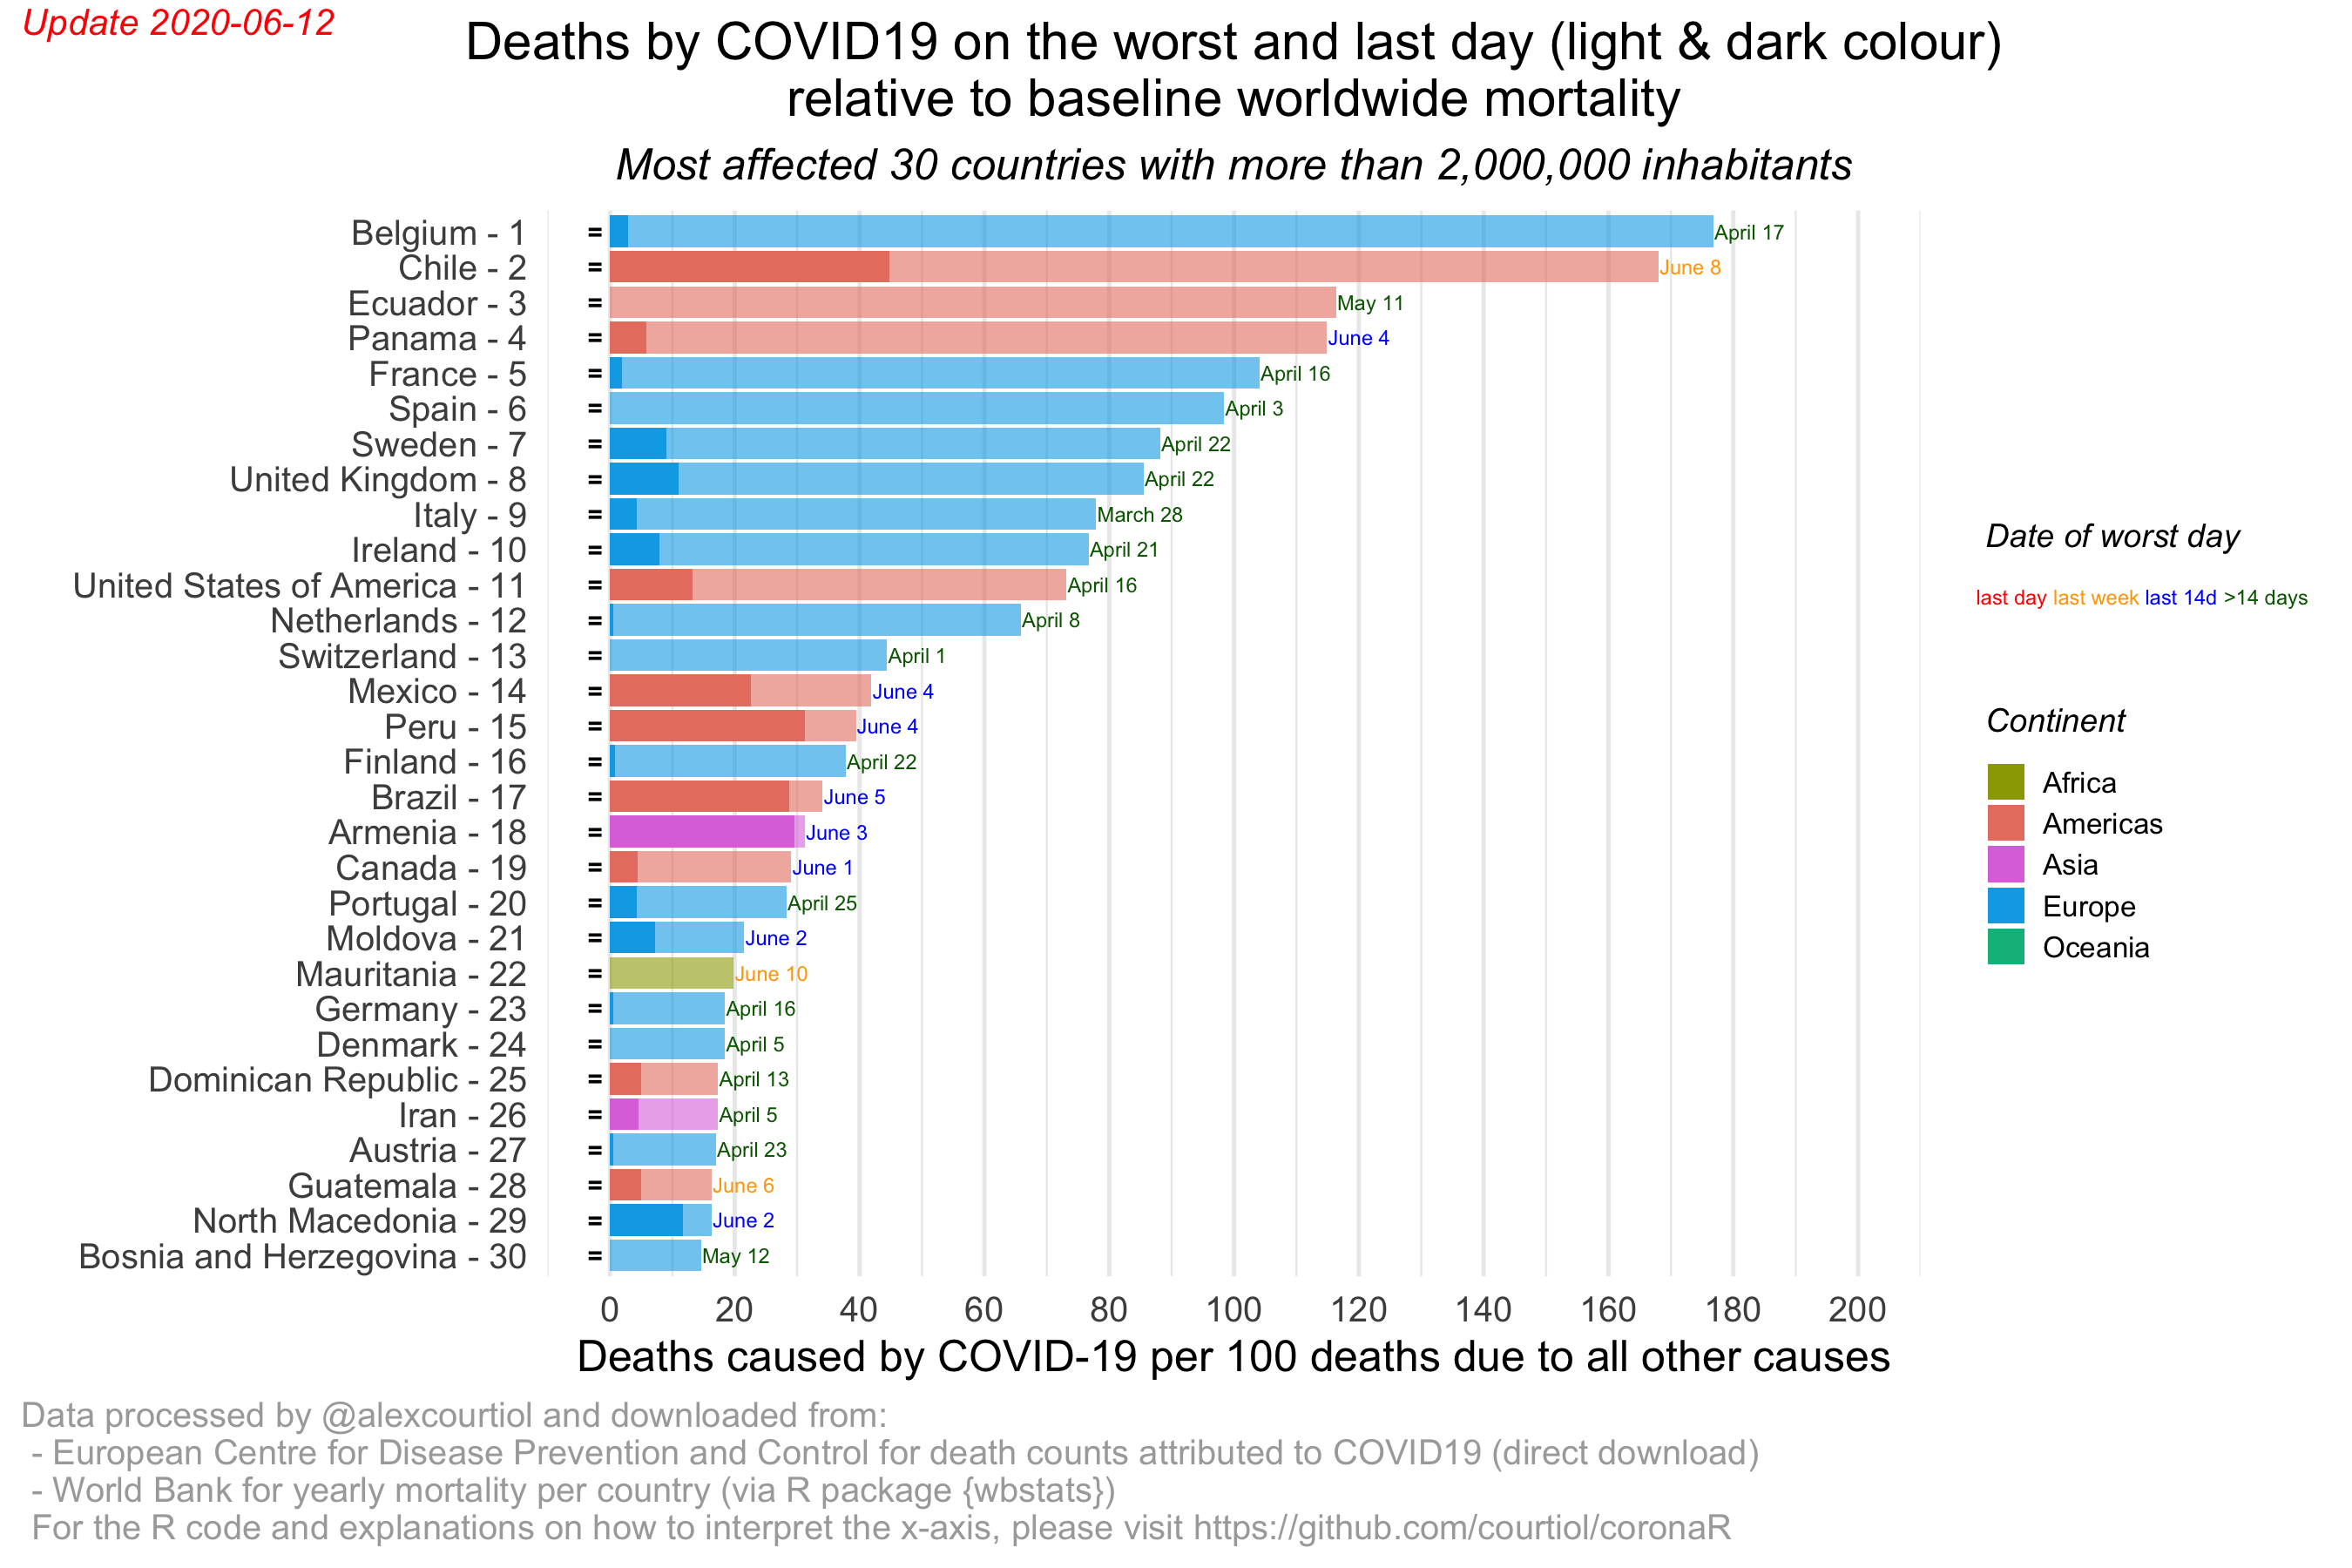 Update 2020-06-12
Deaths by COVID19 on the worst and last day (light & dark colour)
relative to baseline worldwide mortality
Most affected 30 countries with more than 2,000,000 inhabitants
Belgium - 1 = April 17
Chile - 2 = June 8
Ecuador - 3 = May 11
Panama - 4 = June 4
France - 5 = April 16
Spain - 6 = April 3
Sweden - 7 = April 22
United Kingdom - 8 = April 22
Italy - 9 = March 28
Ireland - 10 = April 21
United States of America - 11 = April 16
Netherlands - 12 = April 8
Switzerland - 13 = April 1
Mexico - 14 = June 4
Peru - 15 = June 4
Finland - 16 = April 22
Brazil - 17 = June 5
Armenia - 18 = June 3
Canada - 19 = June 1
Portugal - 20 = April 25
Moldova - 21 = June 2
Mauritania - 22 = June 10
Germany - 23 = April 16
Denmark - 24 = April 5
Dominican Republic - 25 = April 13
Iran - 26 = April 5
Austria - 27 = April 23
Guatemala - 28 = June 6
North Macedonia - 29 = June 2
Bosnia and Herzegovina - 30 = May 12
0 20 40 60 80 100 120 140 160 180 200
Deaths caused by COVID-19 per 100 deaths due to all other causes
Date of worst day
last day last week last 14d >14 days
Continent
Africa
Americas
Asia
Europe
Oceania
Data processed by @alexcourtiol and downloaded from:
- European Centre for Disease Prevention and Control for death counts attributed to COVID19 (direct download)
- World Bank for yearly mortality per country (via R package {wbstats})
For the R code and explanations on how to interpret the x-axis, please visit https://github.com/courtiol/coronaR